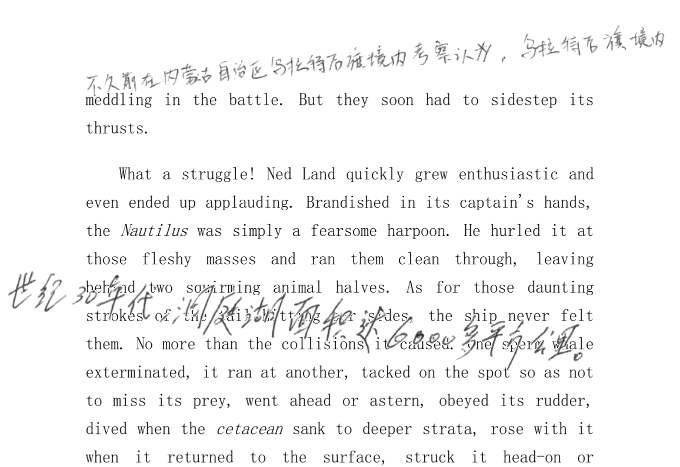 不久前在内蒙古自治区乌拉特后旗境内考察认为，乌拉特后旗境内
meddling in the battle. But they soon had to sidestep its
thrusts.
What a struggle! Ned Land quickly grew enthusiastic and
even ended up applauding. Brandished in its captain's hands,
the Nautilus was simply a fearsome harpoon. He hurled it at
those fleshy masses and ran them clean through, leaving
behind two squirming animal halves. As for those daunting
世纪30年代，洞庭湖面积达6000多平方公里。
strokes of the tail hitting our sides, the ship never felt
them. No more than the collisions it caused. One sperm whale
exterminated, it ran at another, tacked on the spot so as not
to miss its prey, went ahead or astern, obeyed its rudder,
dived when the cetacean sank to deeper strata, rose with it
when it returned to the surface, struck it head-on or